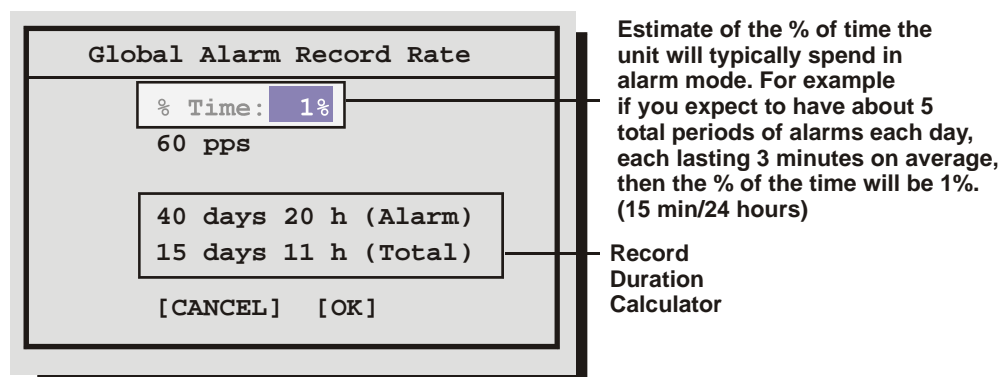 Global Alarm Record Rate
% Time: 1%
60 pps
40 days 20 h (Alarm)
15 days 11 h (Total)
[CANCEL] [OK]
Estimate of the % of time the
unit will typically spend in
alarm mode. For example
if you expect to have about 5
total periods of alarms each day,
each lasting 3 minutes on average,
then the % of the time will be 1%.
(15 min/24 hours)
Record
Duration
Calculator